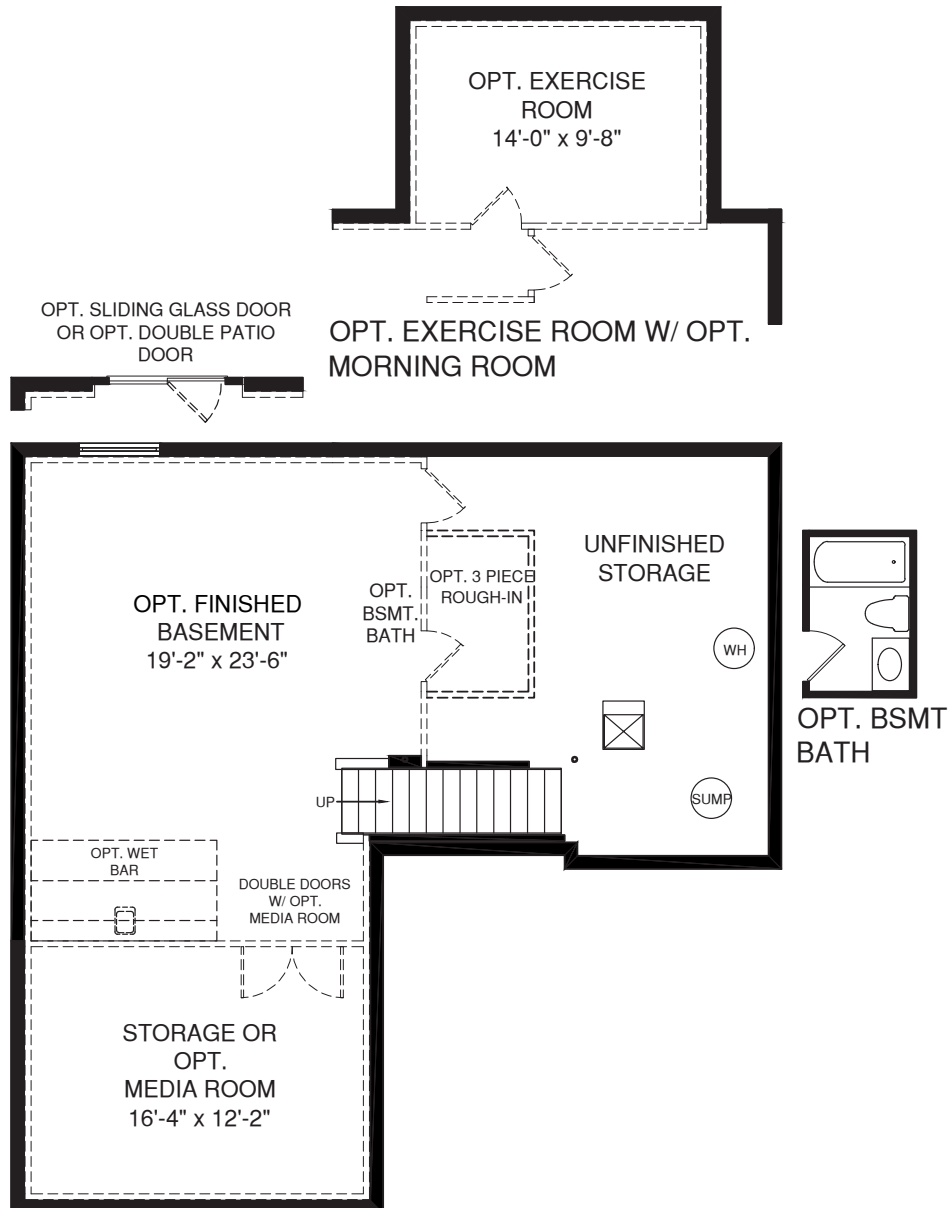 OPT. EXERCISE
ROOM
14'-0" x 9'-8"
OPT. SLIDING GLASS DOOR
OR OPT. DOUBLE PATIO
DOOR
OPT. EXERCISE ROOM W/ OPT.
MORNING ROOM
OPT. FINISHED
BASEMENT
19'-2" x 23'-6"
OPT.
BSMT.
BATH
OPT. 3 PIECE
ROUGH-IN
UNFINISHED
STORAGE
WH
OPT. BSMT
BATH
UP
SUMP
OPT. WET
BAR
DOUBLE DOORS
W/ OPT.
MEDIA ROOM
STORAGE OR
OPT.
MEDIA ROOM
16'-4" x 12'-2"